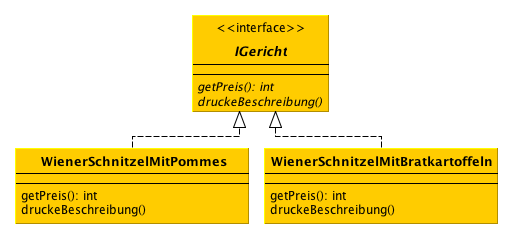 <<interface>>
IGericht
getPreis(): int
druckeBeschreibung()
WienerSchnitzelMitPommes
getPreis(): int
druckeBeschreibung()
WienerSchnitzelMitBratkartoffeln
getPreis(): int
druckeBeschreibung()